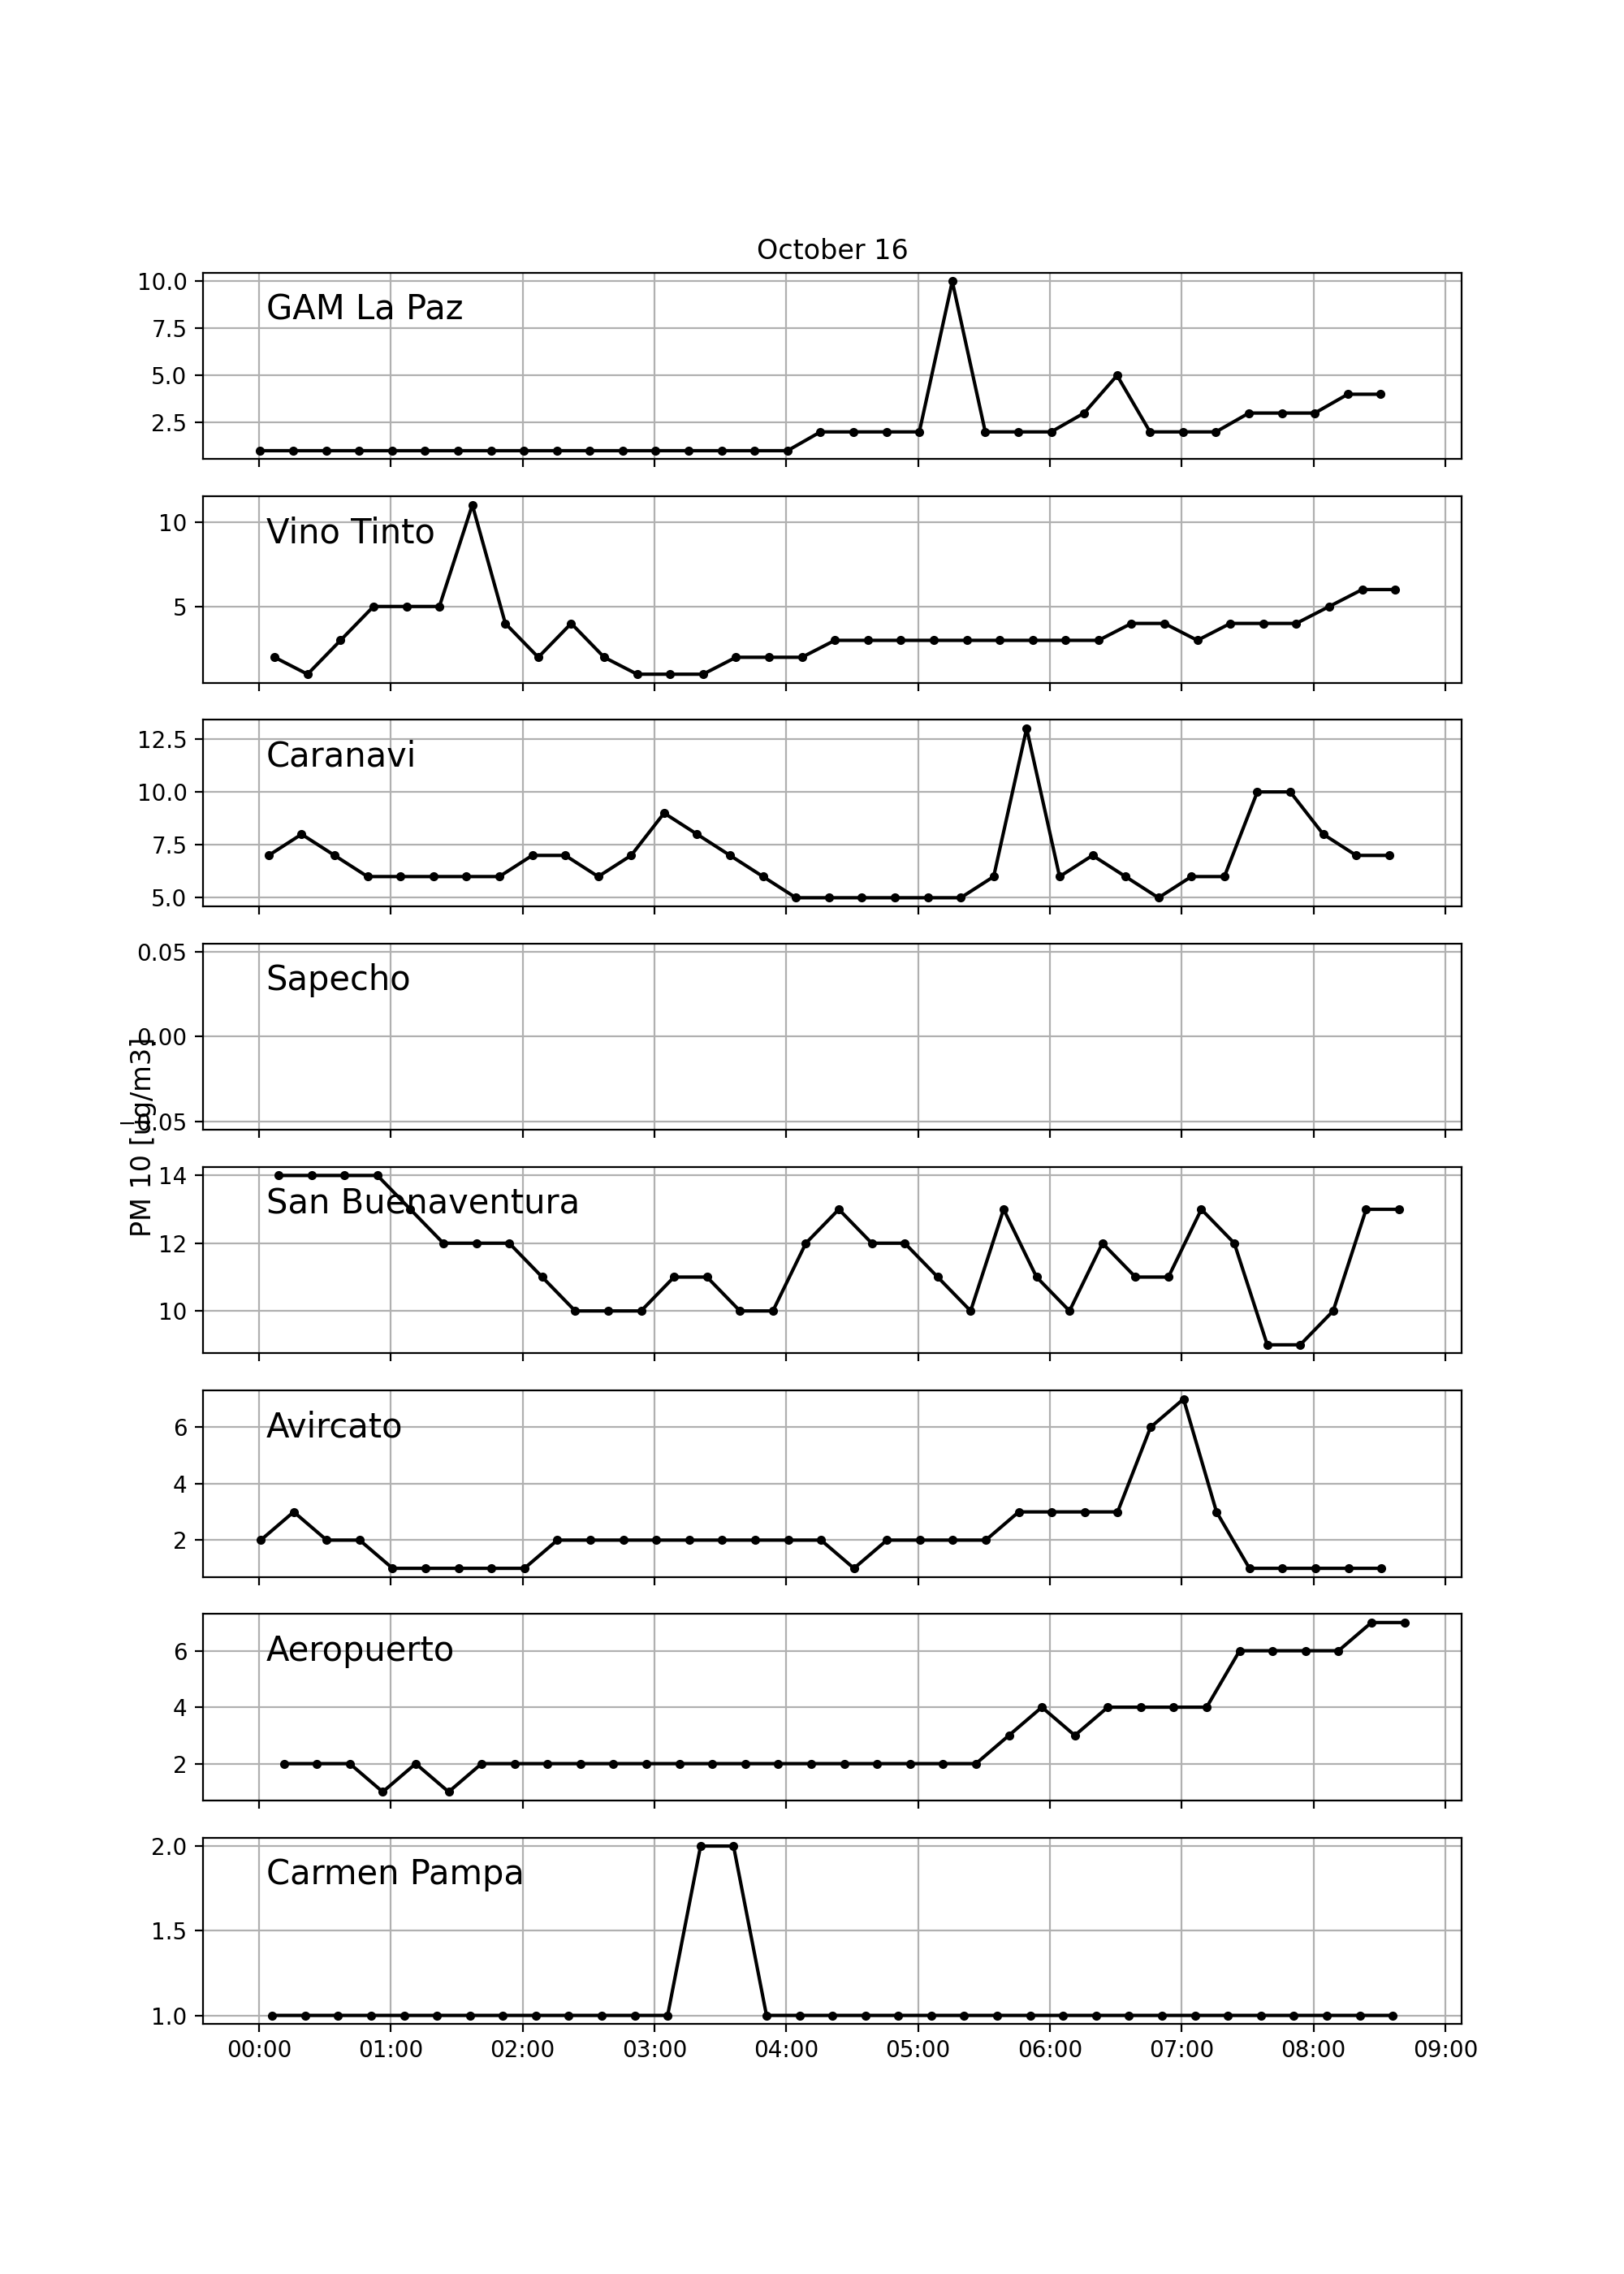 October 16
10.0
GAM La Paz
7.5
5.0
2.5
10
Vino Tinto
5
12.5
Caranavi
10.0
7.5
5.0
0.05
Sapecho
0.00
−0.05
PM 10 [ug/m3]
14
San Buenaventura
12
10
6
Avircato
4
2
6
Aeropuerto
4
2
2.0
Carmen Pampa
1.5
1.0
00:00 01:00 02:00 03:00 04:00 05:00 06:00 07:00 08:00 09:00